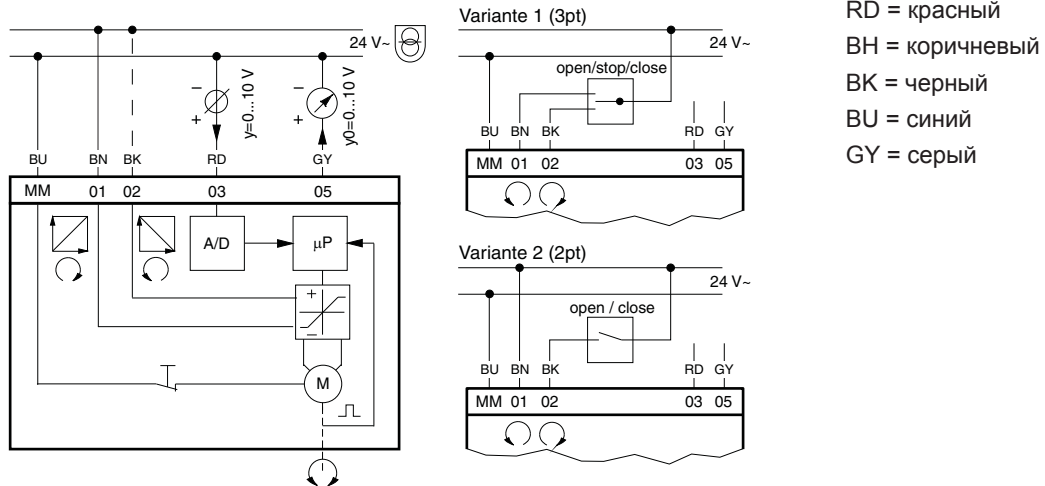 24 V~
y=0...10 V
y0=0...10 V
− −
+ +
BU BN BK RD GY
MM 01 02 03 05
A/D µP
+
−
M
Variante 1 (3pt)
24 V~
open/stop/close
BU BN BK RD GY
MM 01 02 03 05
Variante 2 (2pt)
24 V~
open / close
BU BN BK RD GY
MM 01 02 03 05
RD = красный
BH = коричневый
BK = черный
BU = синий
GY = серый